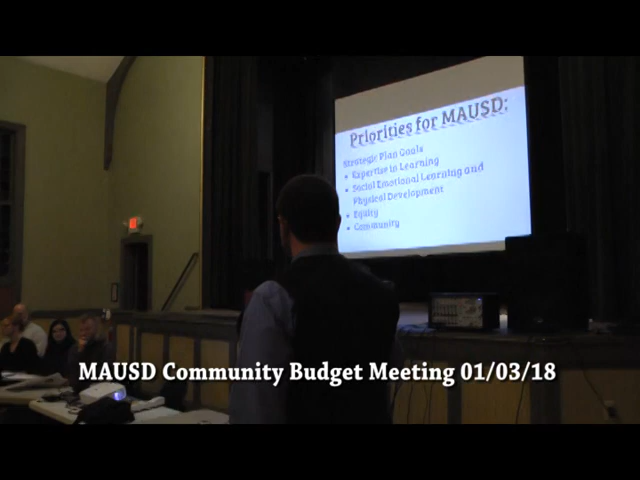 Priorities for MAUSD:
Strategic Plan Goals
• Expertise in Learning
• Social Emotional Learning and
Physical Development
• Equity
• Community
EXIT
MAUSD Community Budget Meeting 01/03/18